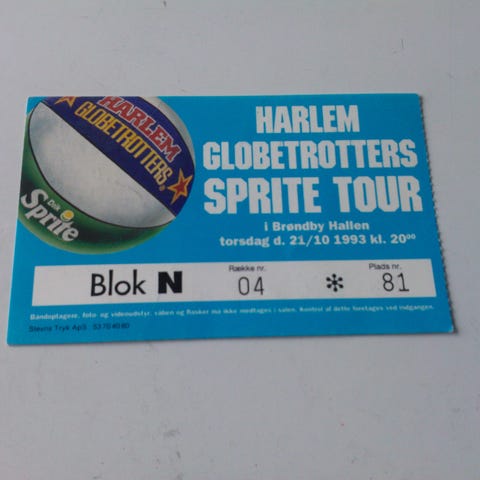 HARLEM
GLOBETROTTERS
Drik
Sprite
HARLEM
GLOBETROTTERS
SPRITE TOUR
i Brøndby Hallen
torsdag d. 21/10 1993 kl. 20⁰⁰
Blok N
Række nr.
04
*
Plads nr.
81
Båndoptagere, foto- og videoudstyr, våben og flasker må ikke medtages i salen. Kontrol af dette foretages ved indgangen.
Stevns Tryk ApS 53 70 40 80